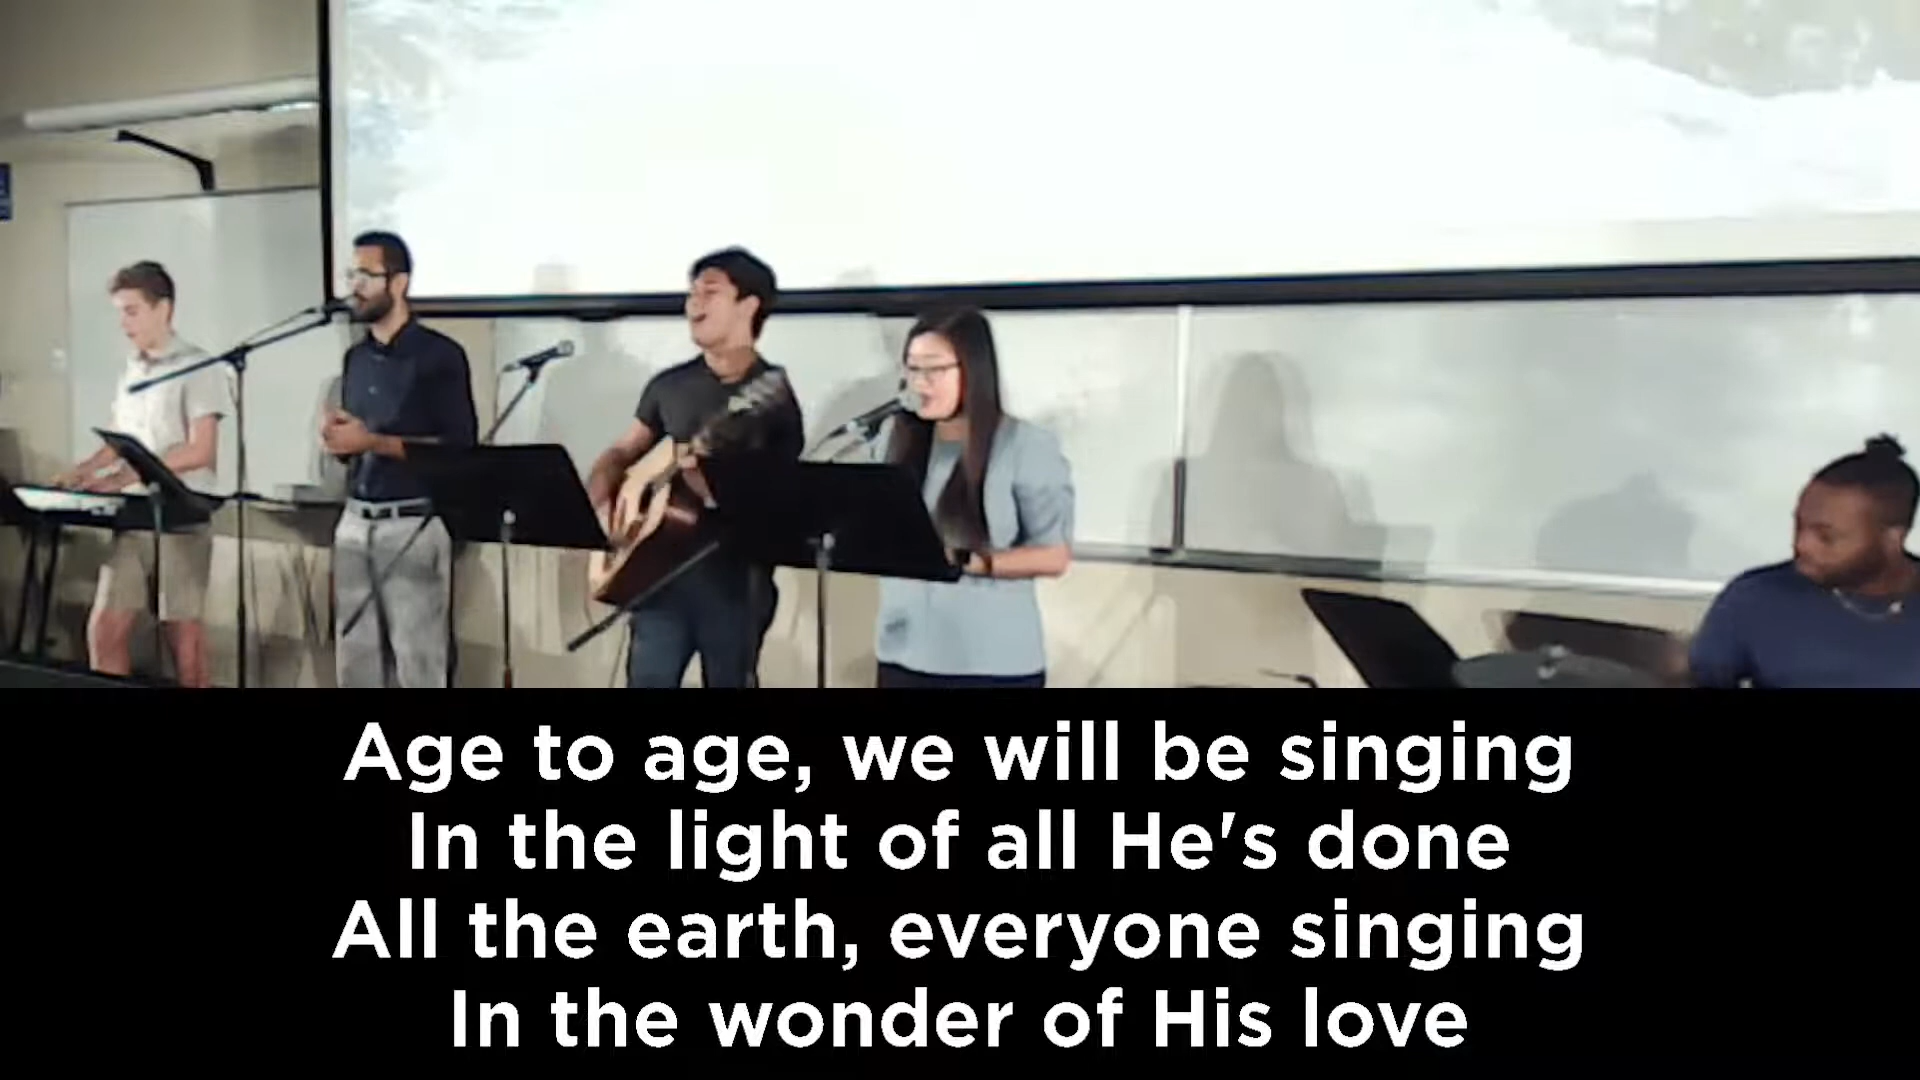 Age to age, we will be singing
In the light of all He's done
All the earth, everyone singing
In the wonder of His love